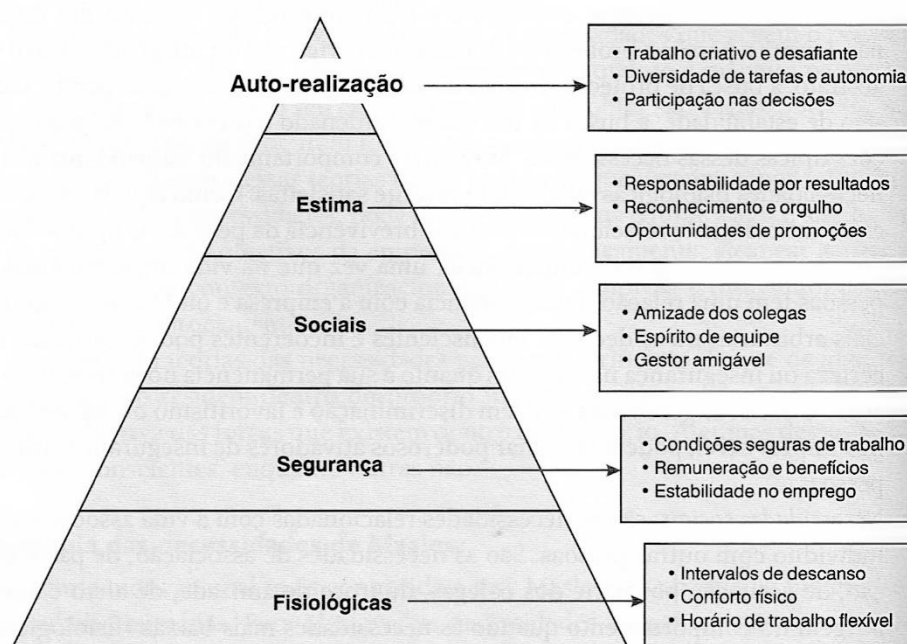 Auto-realização
• Trabalho criativo e desafiante
• Diversidade de tarefas e autonomia
• Participação nas decisões
Estima
• Responsabilidade por resultados
• Reconhecimento e orgulho
• Oportunidades de promoções
Sociais
• Amizade dos colegas
• Espírito de equipe
• Gestor amigável
Segurança
• Condições seguras de trabalho
• Remuneração e benefícios
• Estabilidade no emprego
Fisiológicas
• Intervalos de descanso
• Conforto físico
• Horário de trabalho flexível